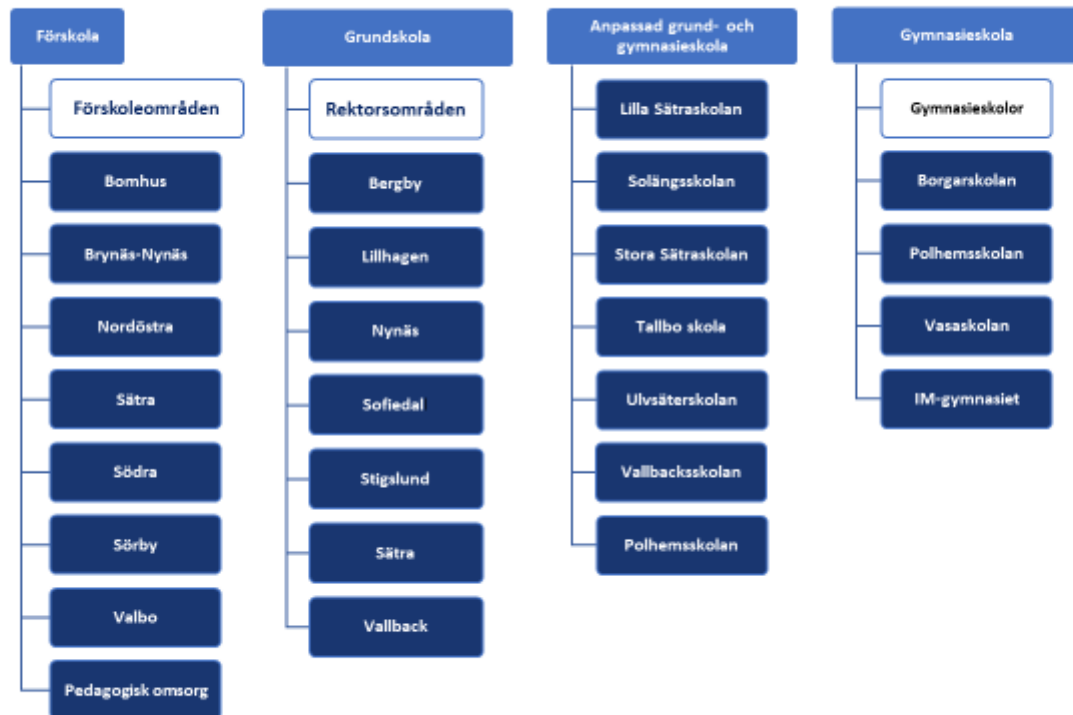 Förskola
Förskoleområden
Bomhus
Brynäs-Nynäs
Nordöstra
Sätra
Södra
Sörby
Valbo
Pedagogisk omsorg
Grundskola
Rektorsområden
Bergby
Lillhagen
Nynäs
Sofiedal
Stigslund
Sätra
Vallback
Anpassad grund- och
gymnasieskola
Lilla Sätraskolan
Solängsskolan
Stora Sätraskolan
Tallbo skola
Ulvsäterskolan
Vallbacksskolan
Polhemsskolan
Gymnasieskola
Gymnasieskolor
Borgarskolan
Polhemsskolan
Vasaskolan
IM-gymnasiet